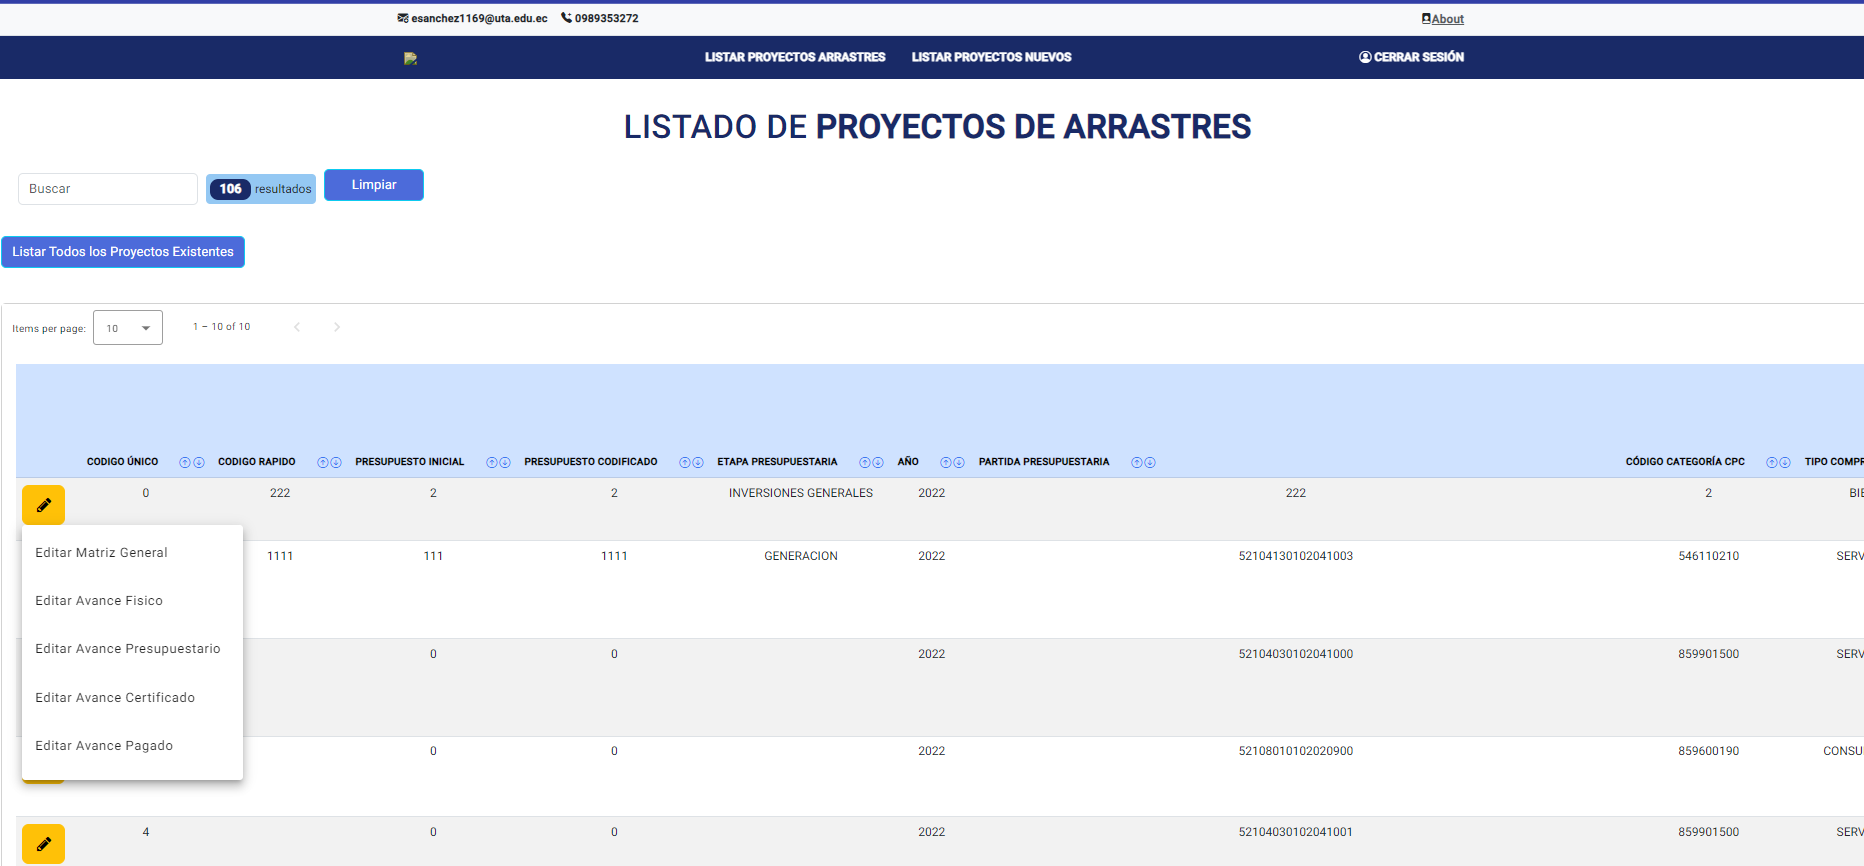 esanchez1169@uta.edu.ec 0989353272 About
LISTAR PROYECTOS ARRASTRES LISTAR PROYECTOS NUEVOS CERRAR SESIÓN
LISTADO DE PROYECTOS DE ARRASTRES
Buscar 106 resultados Limpiar
Listar Todos los Proyectos Existentes
Items per page: 10 1 – 10 of 10
CODIGO ÚNICO CODIGO RAPIDO PRESUPUESTO INICIAL PRESUPUESTO CODIFICADO ETAPA PRESUPUESTARIA AÑO PARTIDA PRESUPUESTARIA CÓDIGO CATEGORÍA CPC TIPO COMPR
0 222 2 2 INVERSIONES GENERALES 2022 222 2 BIE
Editar Matriz General
1111 111 1111 GENERACION 2022 52104130102041003 546110210 SERV
Editar Avance Fisico
Editar Avance Presupuestario
0 0 2022 52104030102041000 859901500 SERV
Editar Avance Certificado
Editar Avance Pagado
0 0 2022 52108010102020900 859600190 CONSU
4 0 0 2022 52104030102041001 859901500 SERV